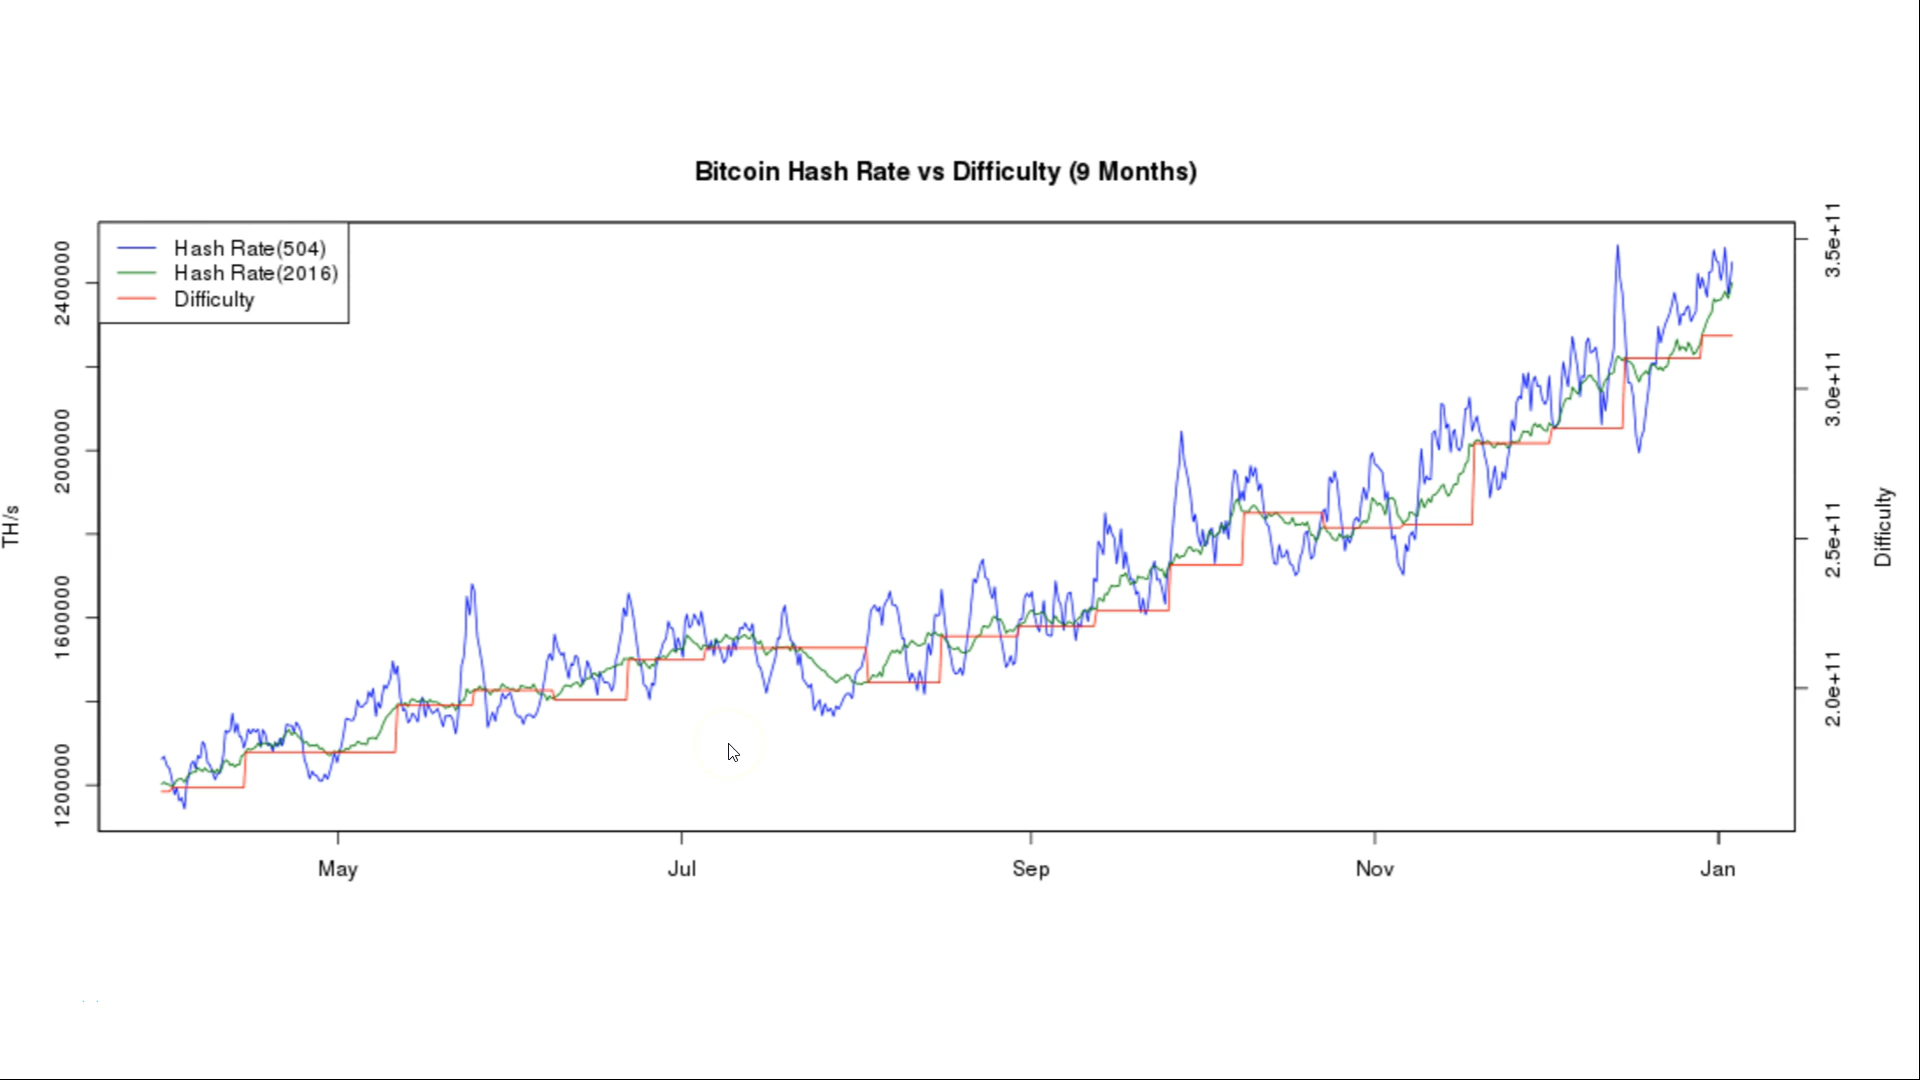 Bitcoin Hash Rate vs Difficulty (9 Months)
Hash Rate(504)
Hash Rate(2016)
Difficulty
2400000
2000000
1600000
1200000
TH/s
3.5e+11
3.0e+11
2.5e+11
2.0e+11
Difficulty
May Jul Sep Nov Jan